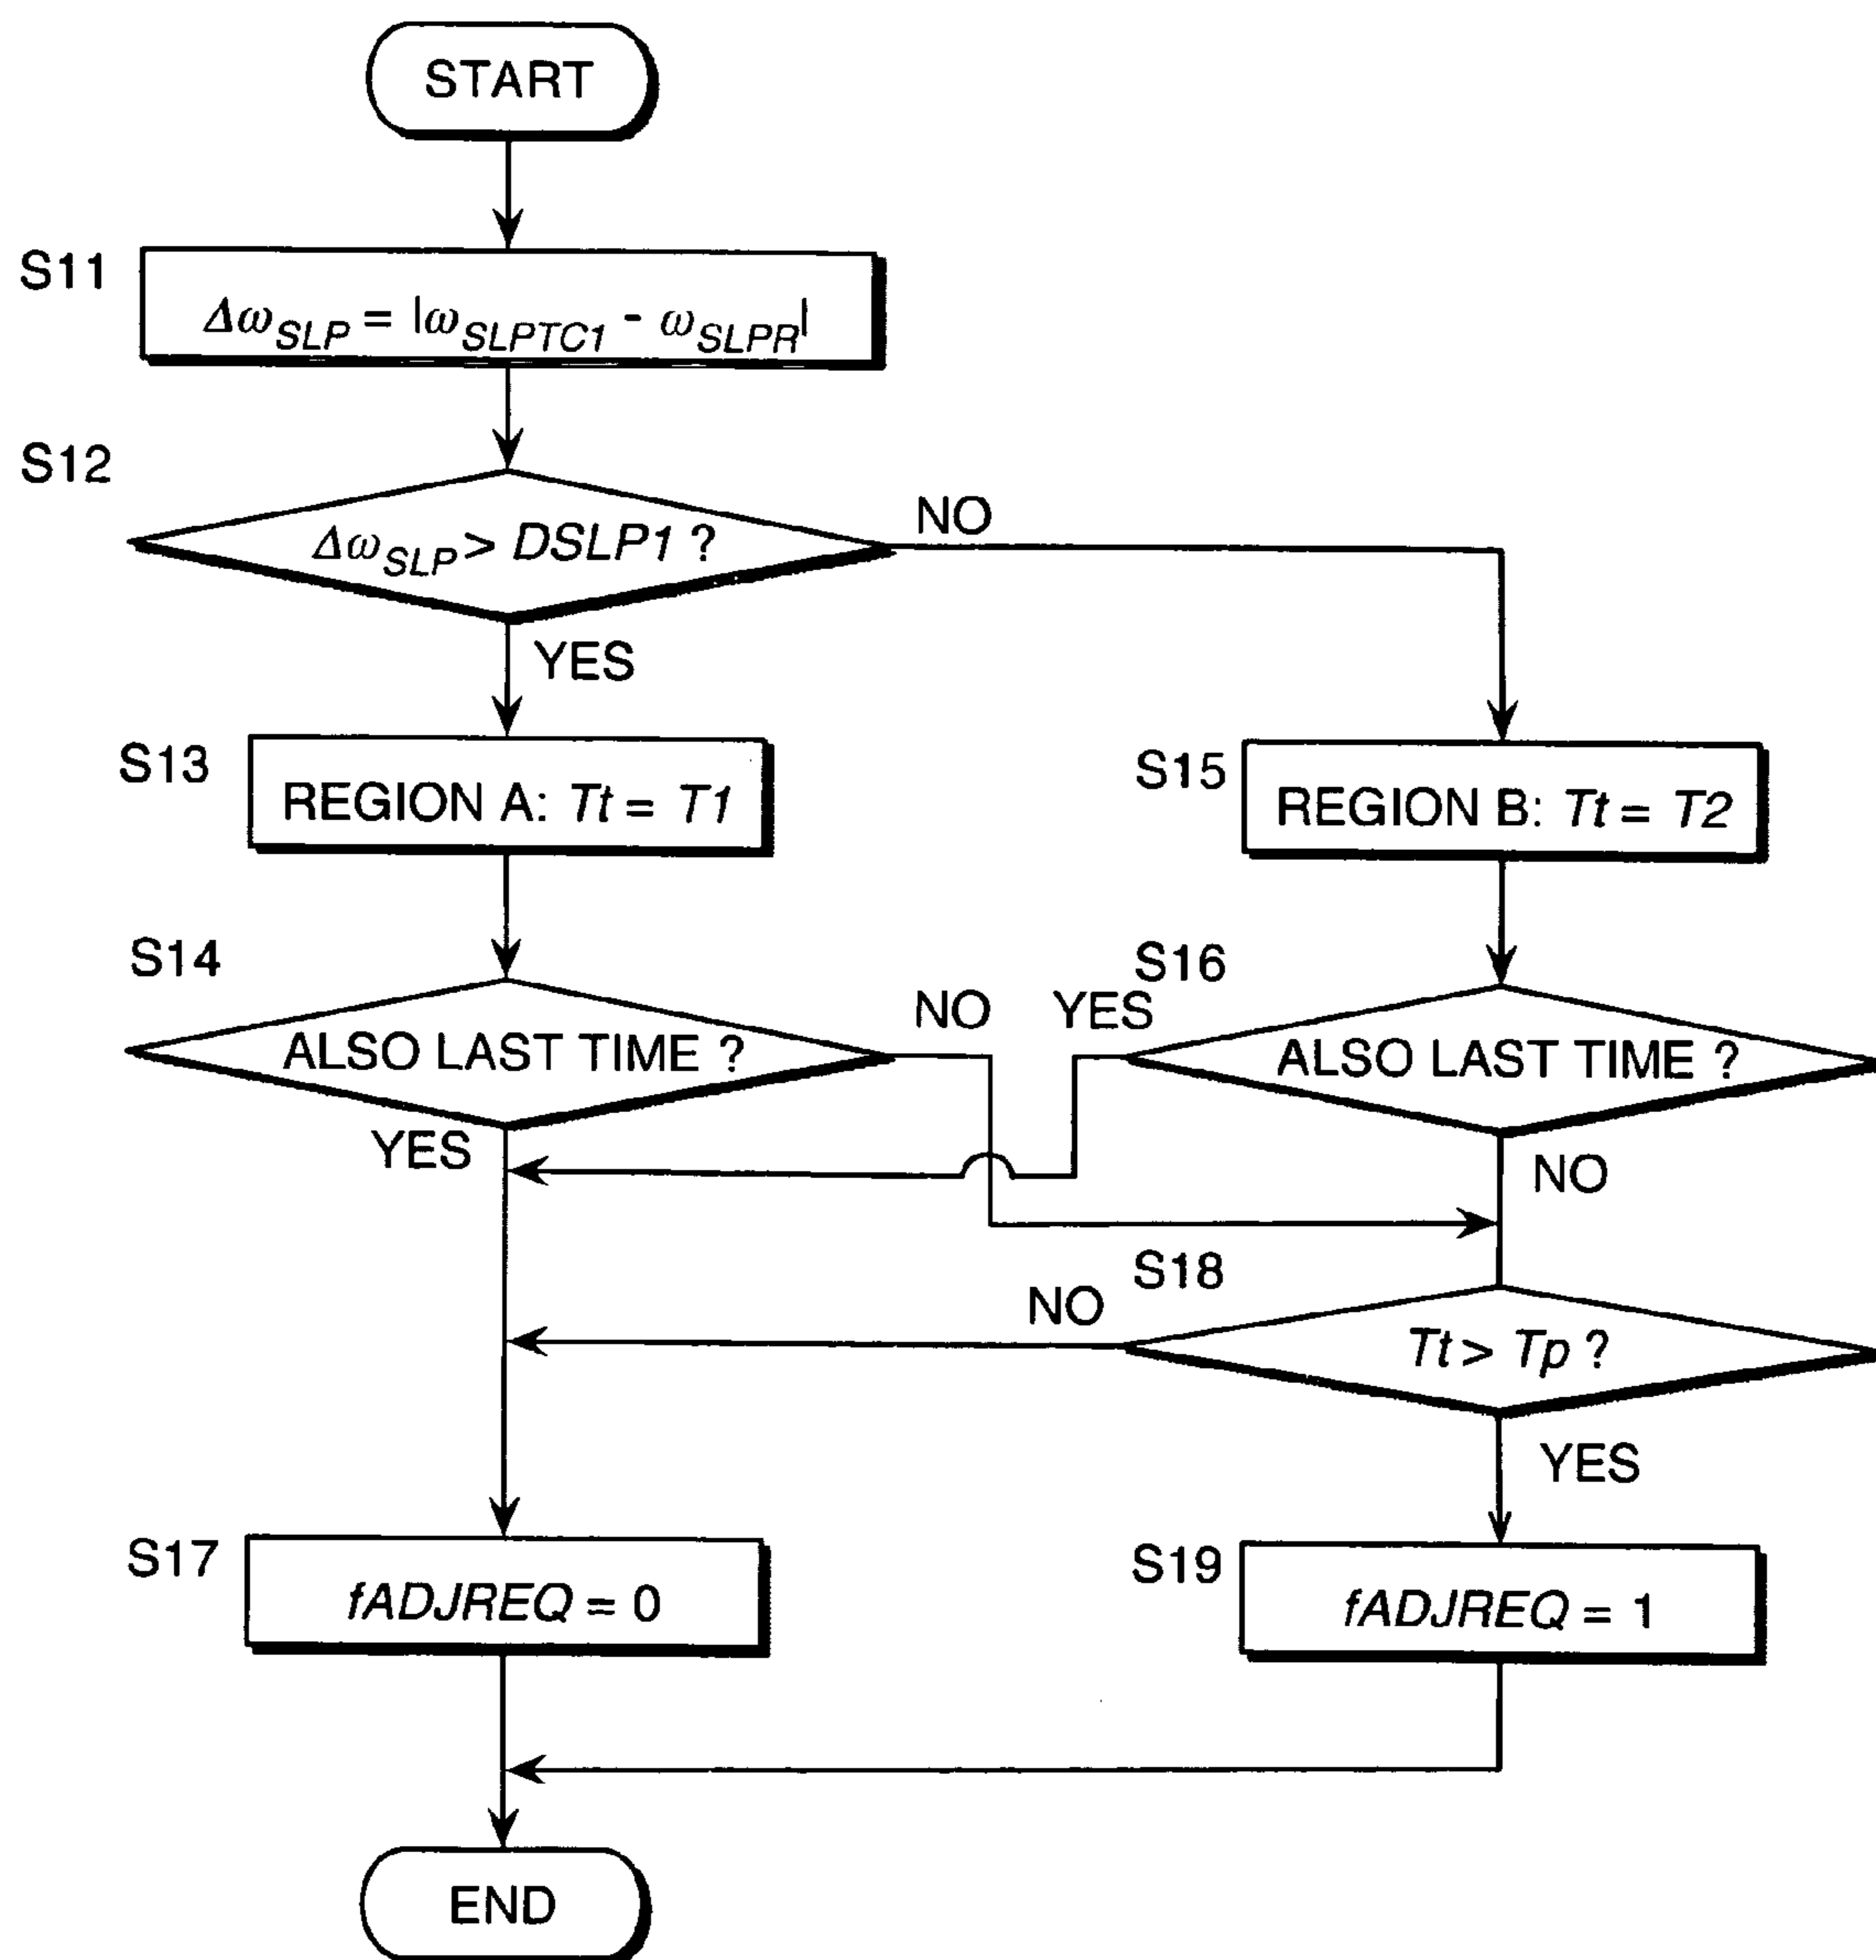 START
S11
Δω_SLP = |ω_SLPTC1 - ω_SLPR|
S12
Δω_SLP > DSLP1 ?
NO
YES
S13
REGION A: Tt = T1
S15
REGION B: Tt = T2
S14
ALSO LAST TIME ?
NO
YES
S16
YES
ALSO LAST TIME ?
NO
S18
NO
Tt > Tp ?
YES
S17
fADJREQ = 0
S19
fADJREQ = 1
END